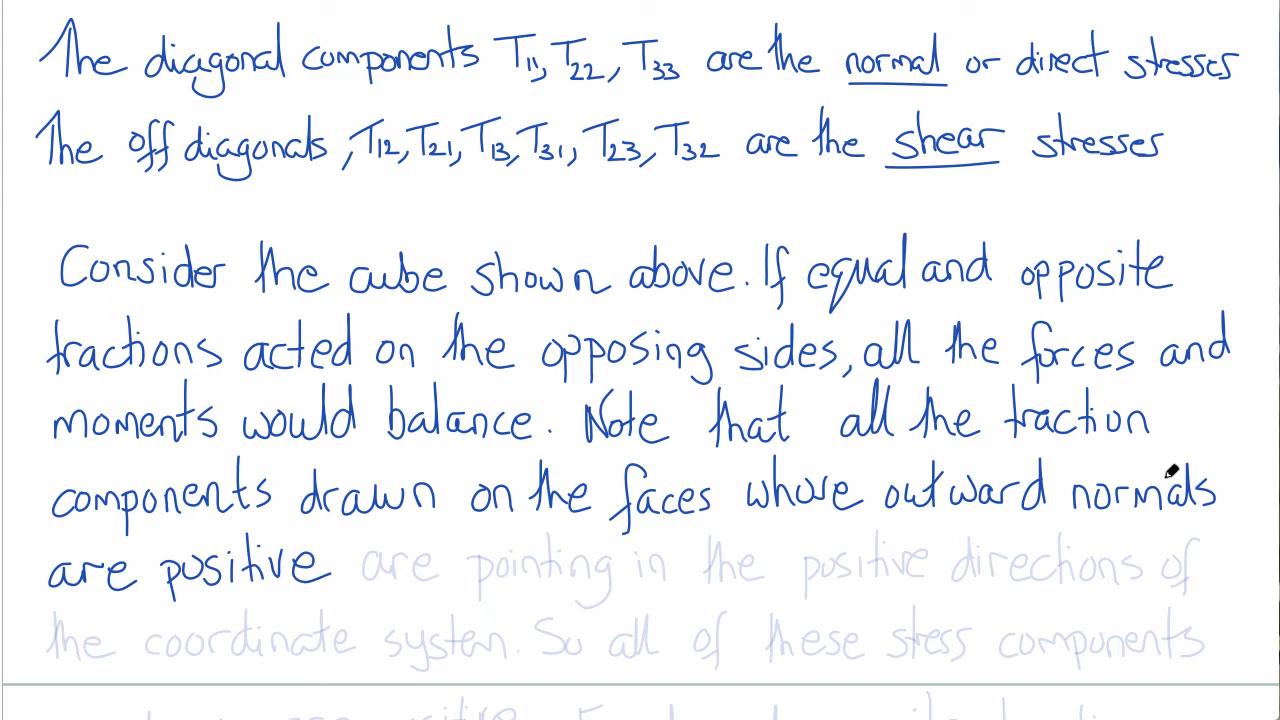 The diagonal components T₁₁, T₂₂, T₃₃ are the normal or direct stresses
The off diagonals, T₁₂, T₂₁, T₁₃, T₃₁, T₂₃, T₃₂ are the shear stresses
Consider the cube shown above. If equal and opposite
tractions acted on the opposing sides, all the forces and
moments would balance. Note that all the traction
components drawn on the faces whose outward normals
are positive are pointing in the positive directions of
the coordinate system. So all of these stess components